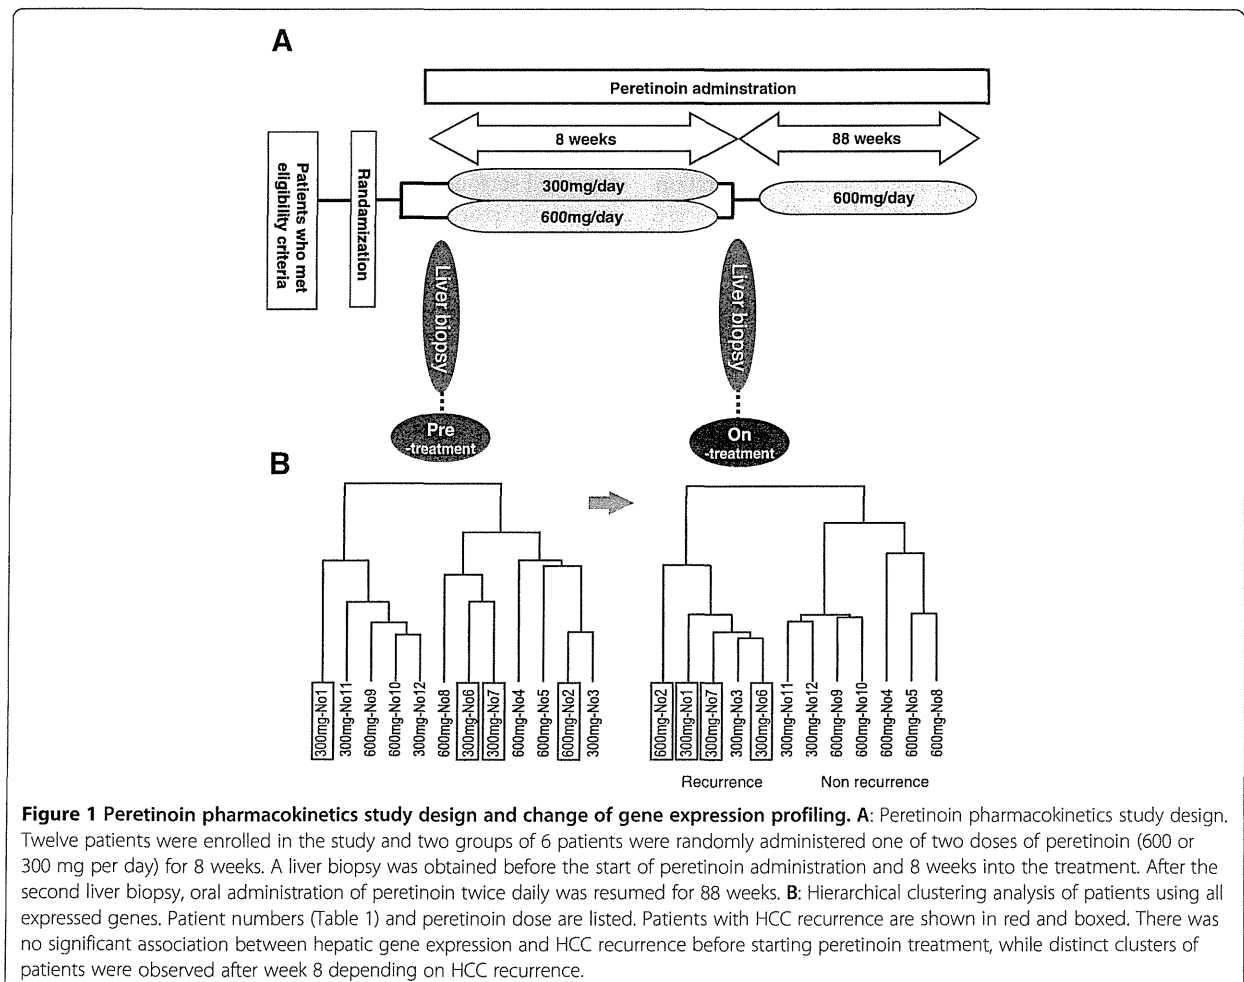 A
Peretinoin adminstration
8 weeks
88 weeks
Patients who met
eligibility criteria
Randamization
300mg/day
600mg/day
600mg/day
Liver biopsy
Liver biopsy
Pre
-treatment
On
-treatment
B
300mg-No1
300mg-No11
600mg-No9
600mg-No10
300mg-No12
600mg-No8
300mg-No6
300mg-No7
600mg-No4
600mg-No5
600mg-No2
300mg-No3
600mg-No2
300mg-No1
300mg-No7
300mg-No3
300mg-No6
300mg-No11
300mg-No12
600mg-No9
600mg-No10
600mg-No4
600mg-No5
600mg-No8
Recurrence
Non recurrence
Figure 1 Peretinoin pharmacokinetics study design and change of gene expression profiling. A: Peretinoin pharmacokinetics study design.
Twelve patients were enrolled in the study and two groups of 6 patients were randomly administered one of two doses of peretinoin (600 or
300 mg per day) for 8 weeks. A liver biopsy was obtained before the start of peretinoin administration and 8 weeks into the treatment. After the
second liver biopsy, oral administration of peretinoin twice daily was resumed for 88 weeks. B: Hierarchical clustering analysis of patients using all
expressed genes. Patient numbers (Table 1) and peretinoin dose are listed. Patients with HCC recurrence are shown in red and boxed. There was
no significant association between hepatic gene expression and HCC recurrence before starting peretinoin treatment, while distinct clusters of
patients were observed after week 8 depending on HCC recurrence.